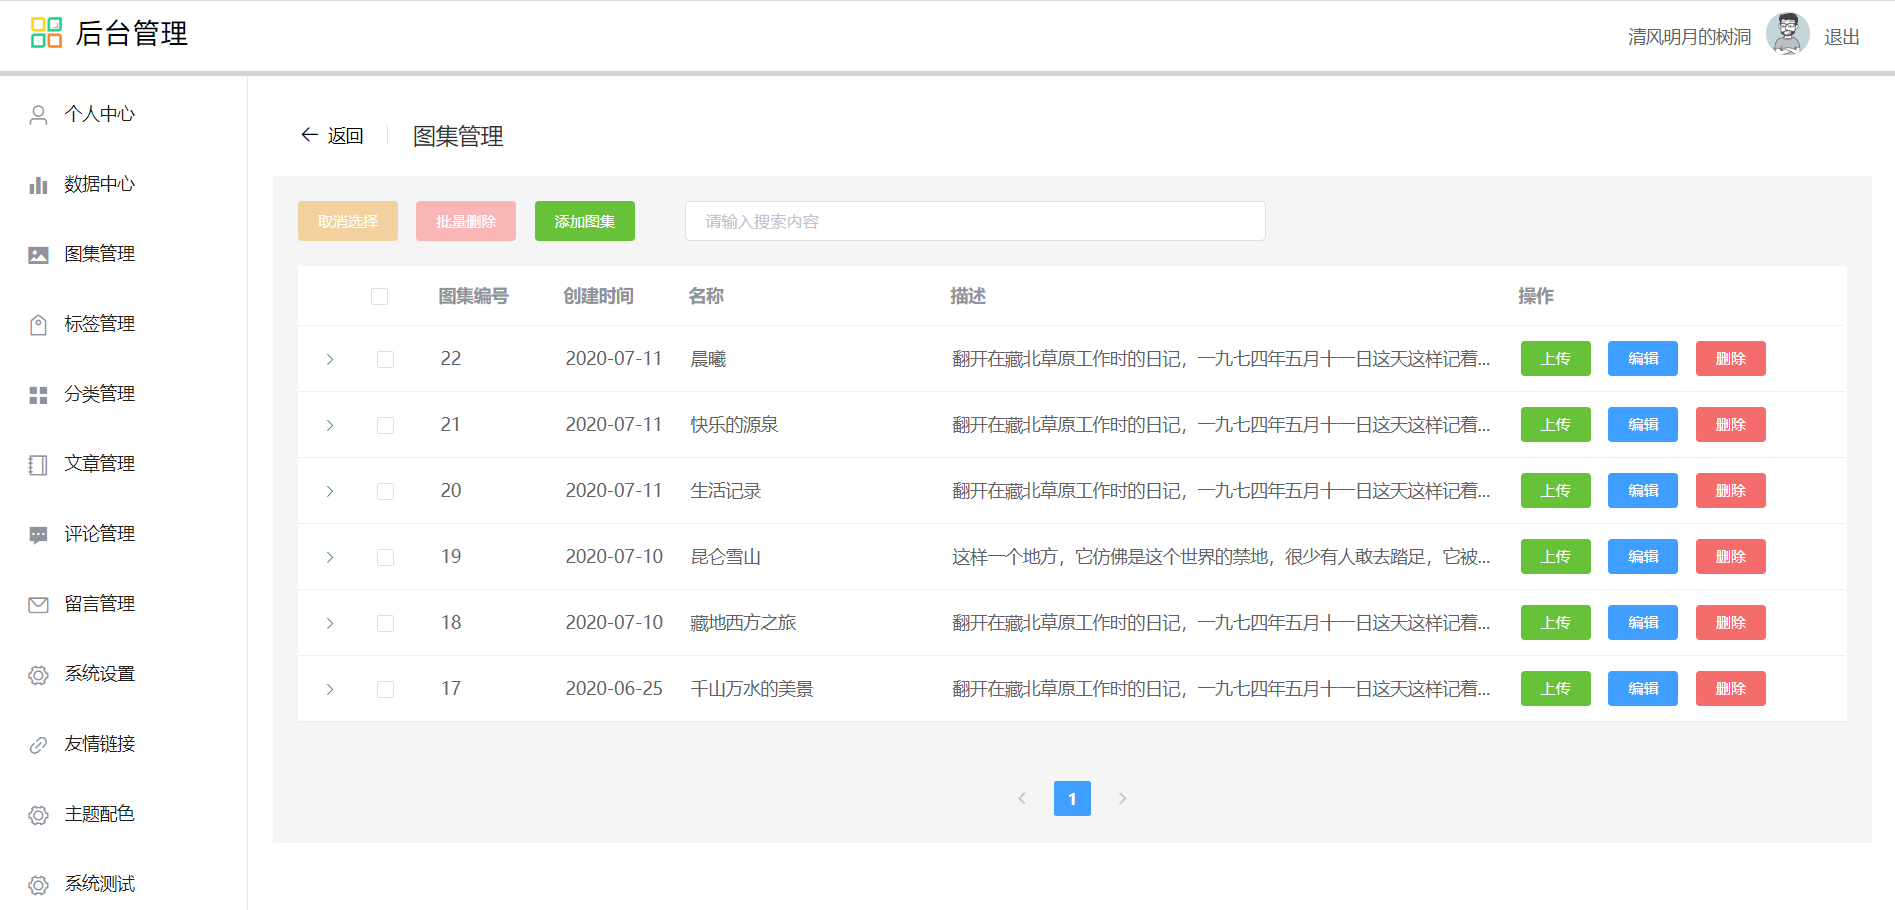 后台管理
清风明月的树洞 退出
个人中心
数据中心
图集管理
标签管理
分类管理
文章管理
评论管理
留言管理
系统设置
友情链接
主题配色
系统测试
返回 图集管理
取消选择 批量删除 添加图集 请输入搜索内容
图集编号 创建时间 名称 描述 操作
22 2020-07-11 晨曦 翻开在藏北草原工作时的日记，一九七四年五月十一日这天这样记着... 上传 编辑 删除
21 2020-07-11 快乐的源泉 翻开在藏北草原工作时的日记，一九七四年五月十一日这天这样记着... 上传 编辑 删除
20 2020-07-11 生活记录 翻开在藏北草原工作时的日记，一九七四年五月十一日这天这样记着... 上传 编辑 删除
19 2020-07-10 昆仑雪山 这样一个地方，它仿佛是这个世界的禁地，很少有人敢去踏足，它被... 上传 编辑 删除
18 2020-07-10 藏地西方之旅 翻开在藏北草原工作时的日记，一九七四年五月十一日这天这样记着... 上传 编辑 删除
17 2020-06-25 千山万水的美景 翻开在藏北草原工作时的日记，一九七四年五月十一日这天这样记着... 上传 编辑 删除
1